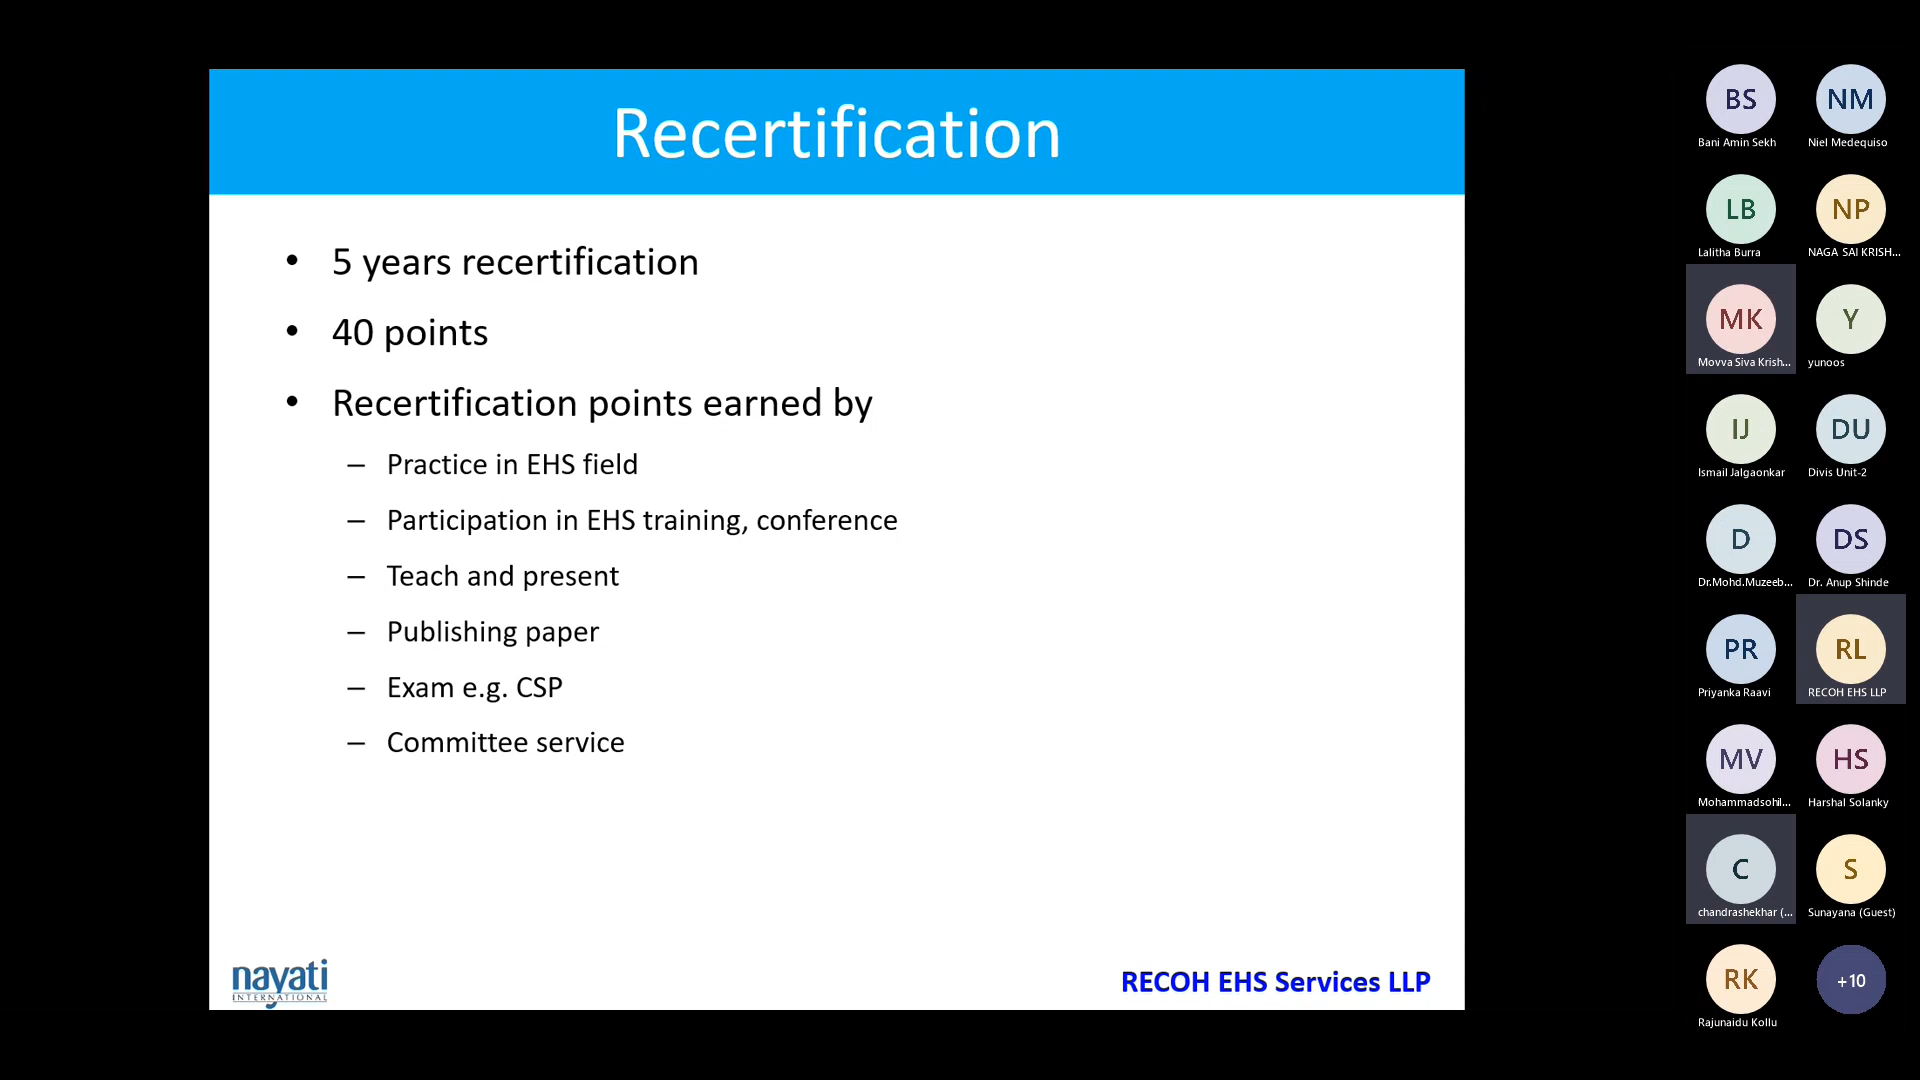 Recertification
• 5 years recertification
• 40 points
• Recertification points earned by
– Practice in EHS field
– Participation in EHS training, conference
– Teach and present
– Publishing paper
– Exam e.g. CSP
– Committee service
nayati
INTERNATIONAL
RECOH EHS Services LLP
BS
Bani Amin Sekh
NM
Niel Medequiso
LB
Lalitha Burra
NP
NAGA SAI KRISH...
MK
Movva Siva Krish...
Y
yunoos
IJ
Ismail Jalgaonkar
DU
Divis Unit-2
D
Dr.Mohd.Muzeeb...
DS
Dr. Anup Shinde
PR
Priyanka Raavi
RL
RECOH EHS LLP
MV
Mohammadsohil...
HS
Harshal Solanky
C
chandrashekhar (...
S
Sunayana (Guest)
RK
Rajunaidu Kollu
+10